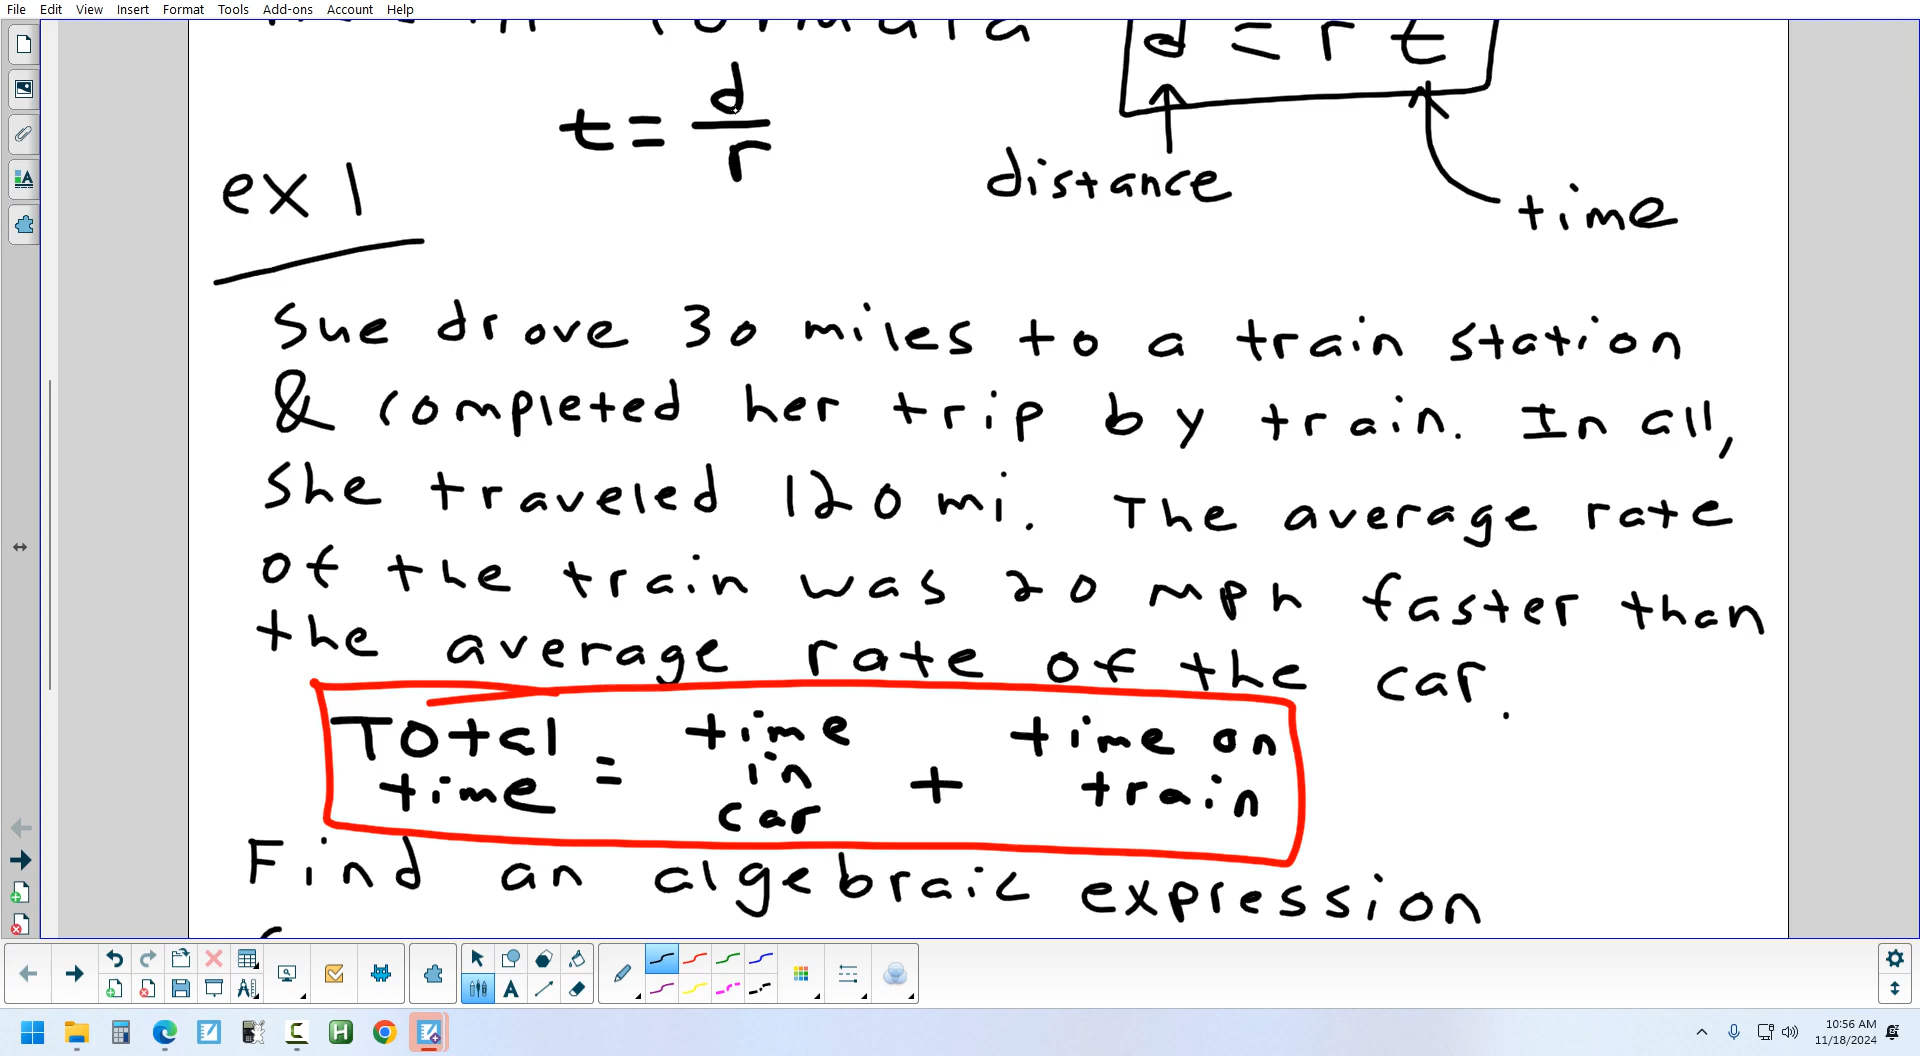 File Edit View Insert Format Tools Add-ons Account Help
formula d = r t
t = d
r
distance
time
ex 1
Sue drove 30 miles to a train station
& completed her trip by train. In all,
She traveled 120 mi. The average rate
of the train was 20 mph faster than
the average rate of the car.
Total time = time in car + time on train
Find an algebraic expression
A
10:56 AM
11/18/2024